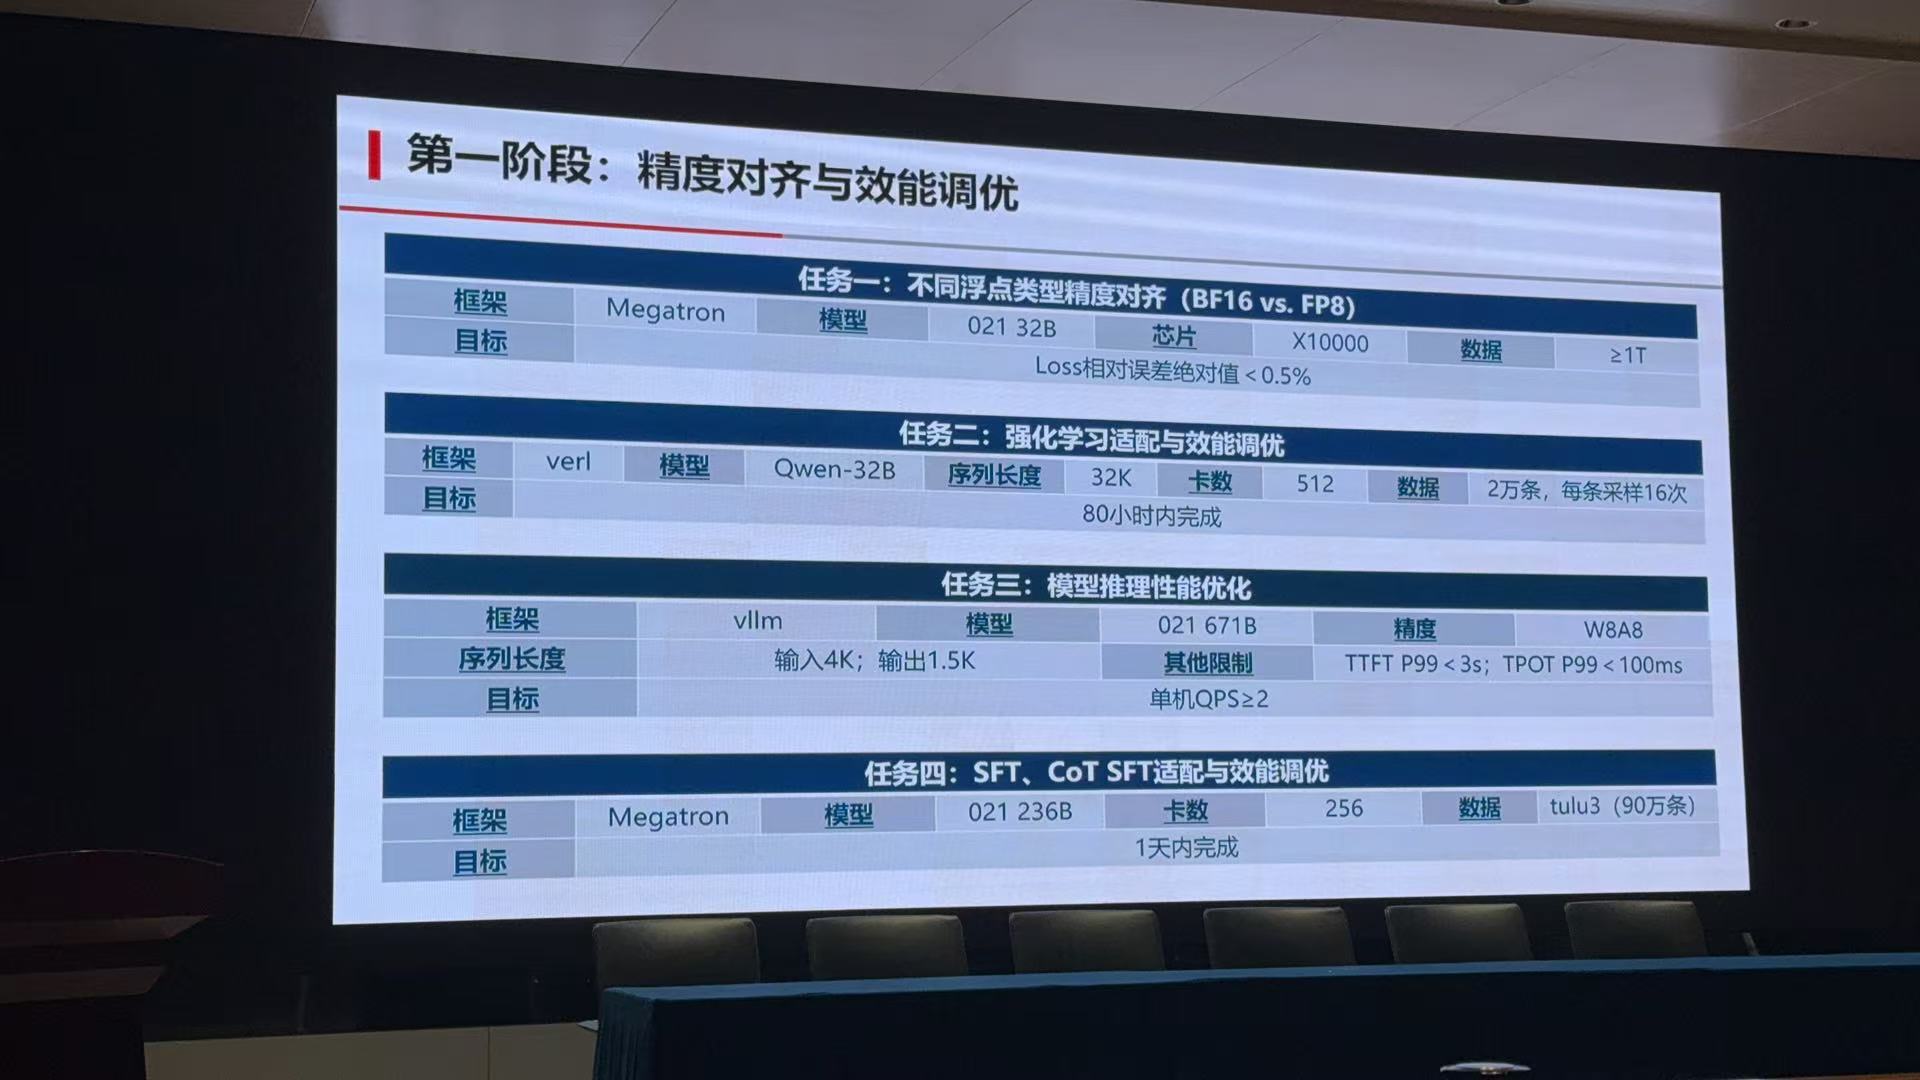 第一阶段：精度对齐与效能调优
任务一：不同浮点类型精度对齐（BF16 vs. FP8）
框架 Megatron 模型 021 32B 芯片 X10000 数据 ≥1T
目标 Loss相对误差绝对值＜0.5%
任务二：强化学习适配与效能调优
框架 verl 模型 Qwen-32B 序列长度 32K 卡数 512 数据 2万条，每条采样16次
目标 80小时内完成
任务三：模型推理性能优化
框架 vllm 模型 021 671B 精度 W8A8
序列长度 输入4K；输出1.5K 其他限制 TTFT P99＜3s；TPOT P99＜100ms
目标 单机QPS≥2
任务四：SFT、CoT SFT适配与效能调优
框架 Megatron 模型 021 236B 卡数 256 数据 tulu3（90万条）
目标 1天内完成